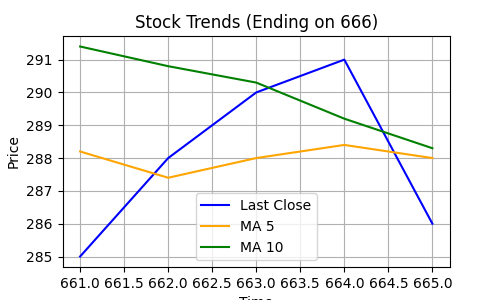 Stock Trends (Ending on 666)
291
290
289
288
287
286
285
Price
Last Close
MA 5
MA 10
661.0 661.5 662.0 662.5 663.0 663.5 664.0 664.5 665.0
Time